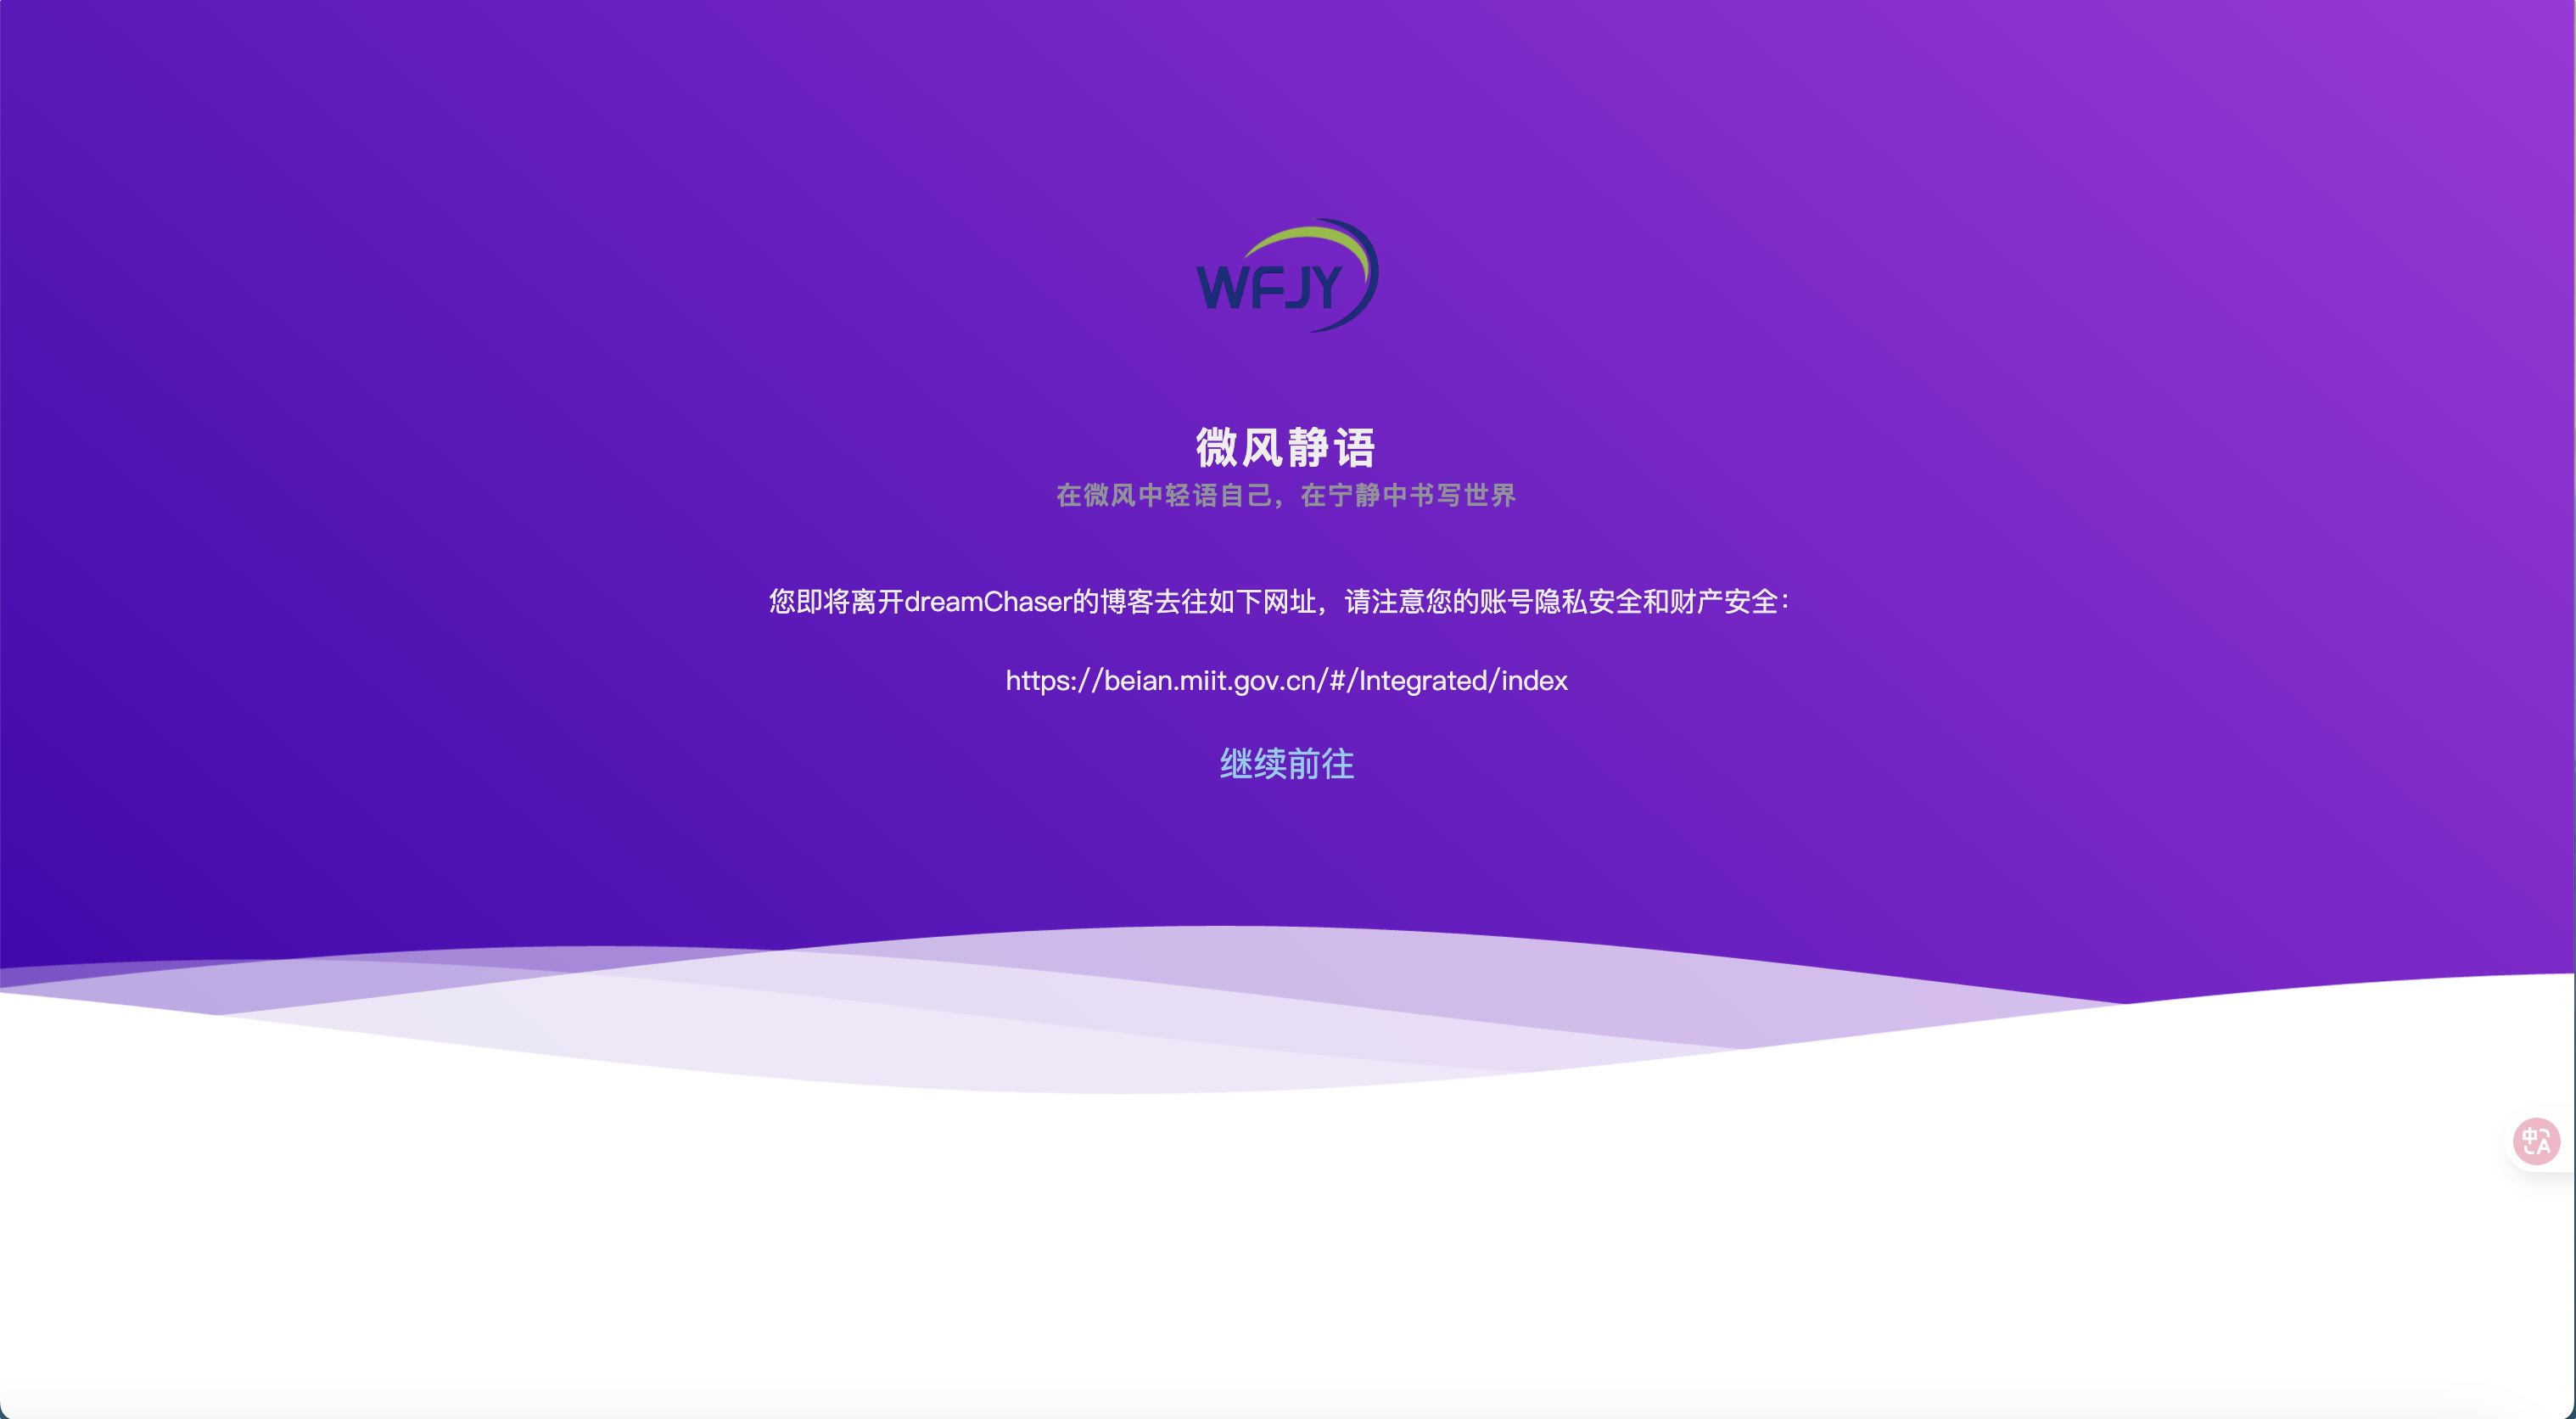 WFJY
微风静语
在微风中轻语自己，在宁静中书写世界
您即将离开dreamChaser的博客去往如下网址，请注意您的账号隐私安全和财产安全：
https://beian.miit.gov.cn/#/Integrated/index
继续前往
中A